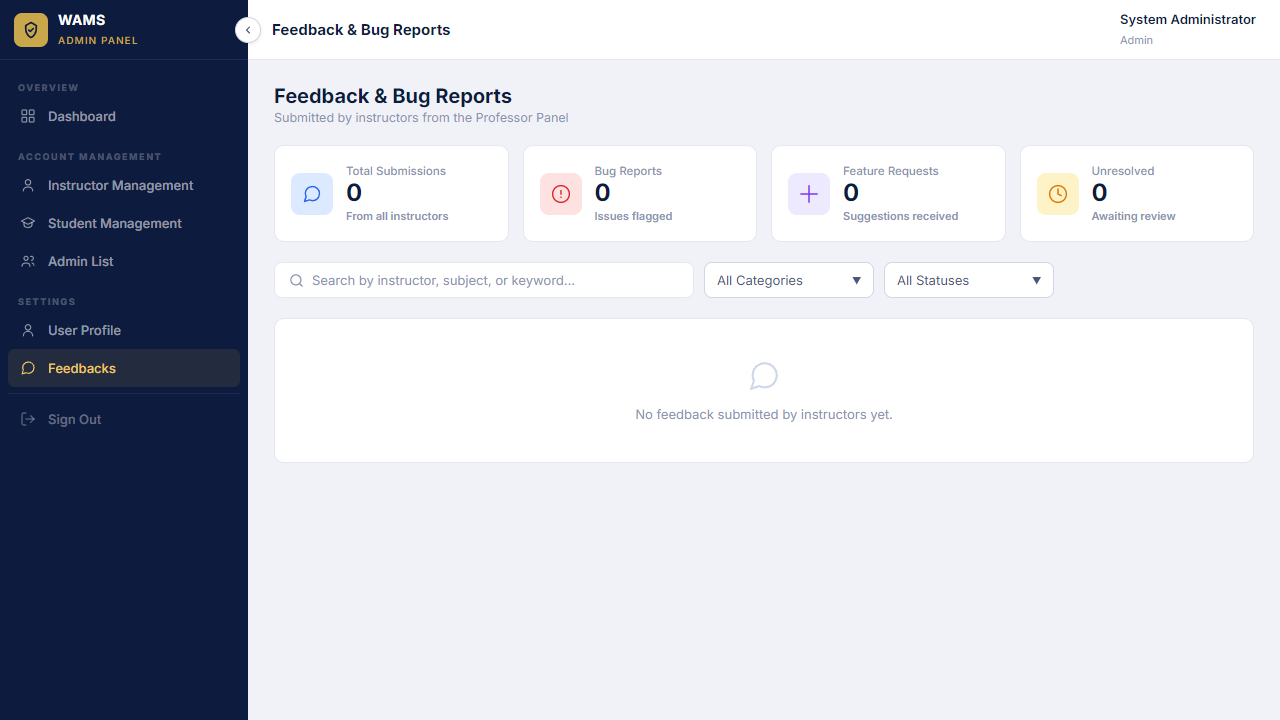 WAMS
ADMIN PANEL
OVERVIEW
Dashboard
ACCOUNT MANAGEMENT
Instructor Management
Student Management
Admin List
SETTINGS
User Profile
Feedbacks
Sign Out
Feedback & Bug Reports
System Administrator
Admin
Feedback & Bug Reports
Submitted by instructors from the Professor Panel
Total Submissions
0
From all instructors
Bug Reports
0
Issues flagged
Feature Requests
0
Suggestions received
Unresolved
0
Awaiting review
Search by instructor, subject, or keyword...
All Categories
All Statuses
No feedback submitted by instructors yet.